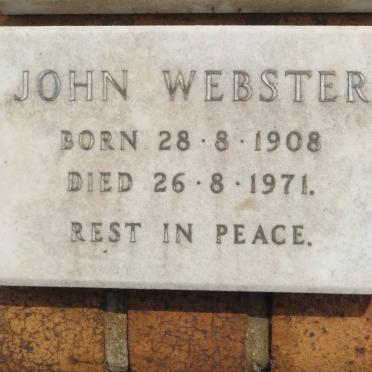 JOHN WEBSTER
BORN 28·8·1908
DIED 26·8·1971.
REST IN PEACE.